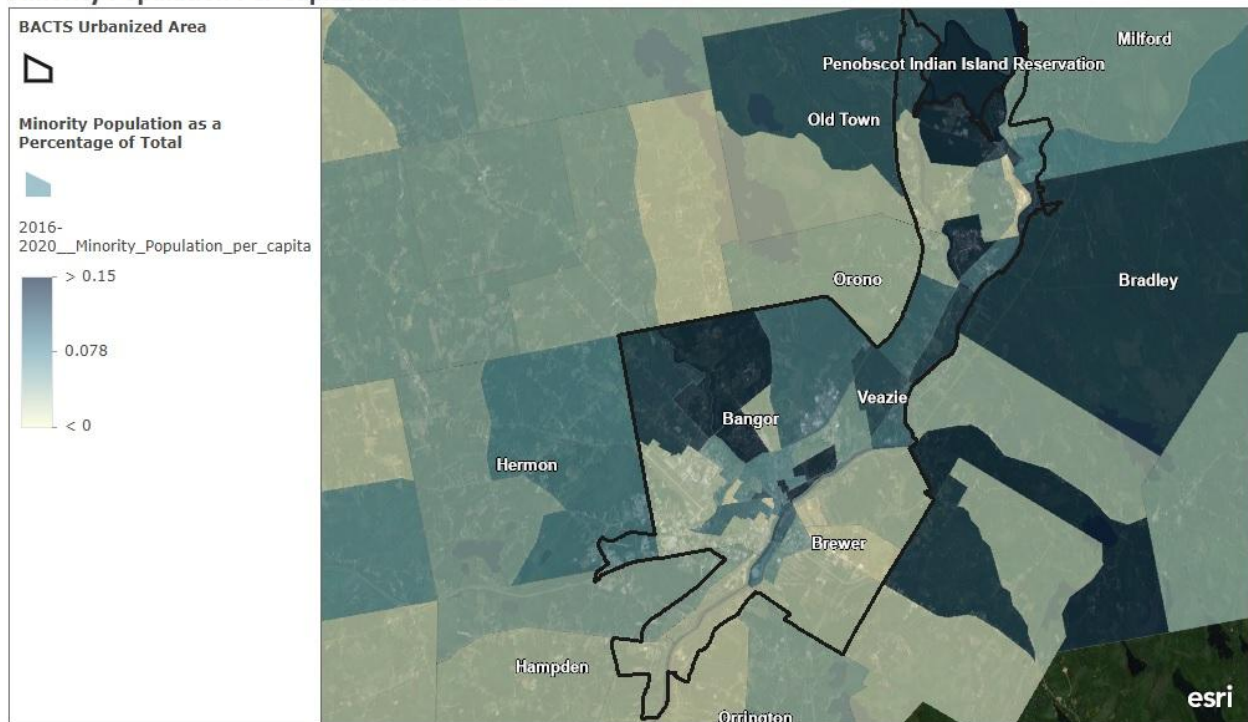 BACTS Urbanized Area
Minority Population as a
Percentage of Total
2016-
2020__Minority_Population_per_capita
> 0.15
0.078
< 0
Milford
Penobscot Indian Island Reservation
Old Town
Orono
Bradley
Veazie
Bangor
Hermon
Brewer
Hampden
Orrington
esri